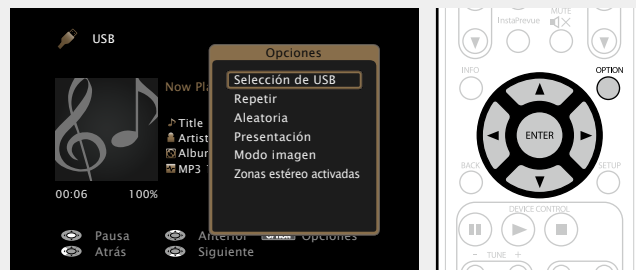 USB
Opciones
Selección de USB
Repetir
Aleatoria
Presentación
Modo imagen
Zonas estéreo activadas
Now Pla
Title
Artist
Album
MP3
00:06 100%
Pausa Anterior OPTION Opciones
Atrás Siguiente
MUTE
InstaPrevue
INFO OPTION
ENTER
BACK SETUP
DEVICE CONTROL
- TUNE +